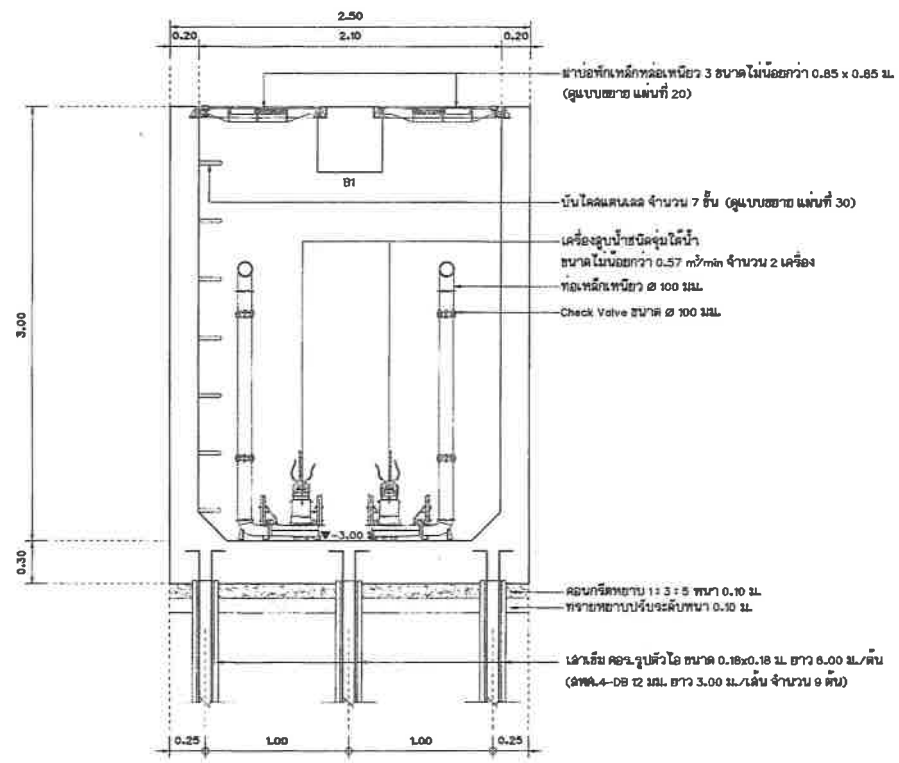 2.50
0.20 2.10 0.20
ฝาบ่อพักเหล็กหล่อเหนียว 3 ขนาดไม่น้อยกว่า 0.85 x 0.85 ม.
(ดูแบบขยาย แผ่นที่ 20)
B1
บันไดสแตนเลส จำนวน 7 ขั้น (ดูแบบขยาย แผ่นที่ 30)
เครื่องสูบน้ำชนิดจุ่มใต้น้ำ
ขนาดไม่น้อยกว่า 0.57 m³/min จำนวน 2 เครื่อง
ท่อเหล็กเหนียว Ø 100 มม.
Check Valve ขนาด Ø 100 มม.
3.00
-3.00
0.30
คอนกรีตหยาบ 1: 3 : 5 หนา 0.10 ม.
ทรายหยาบปรับระดับหนา 0.10 ม.
เสาเข็ม คอร.รูปตัวไอ ขนาด 0.18x0.18 ม. ยาว 6.00 ม./ต้น
4-DB 12 มม. ยาว 3.00 ม./เส้น จำนวน 9 ต้น)
0.25 1.00 1.00 0.25